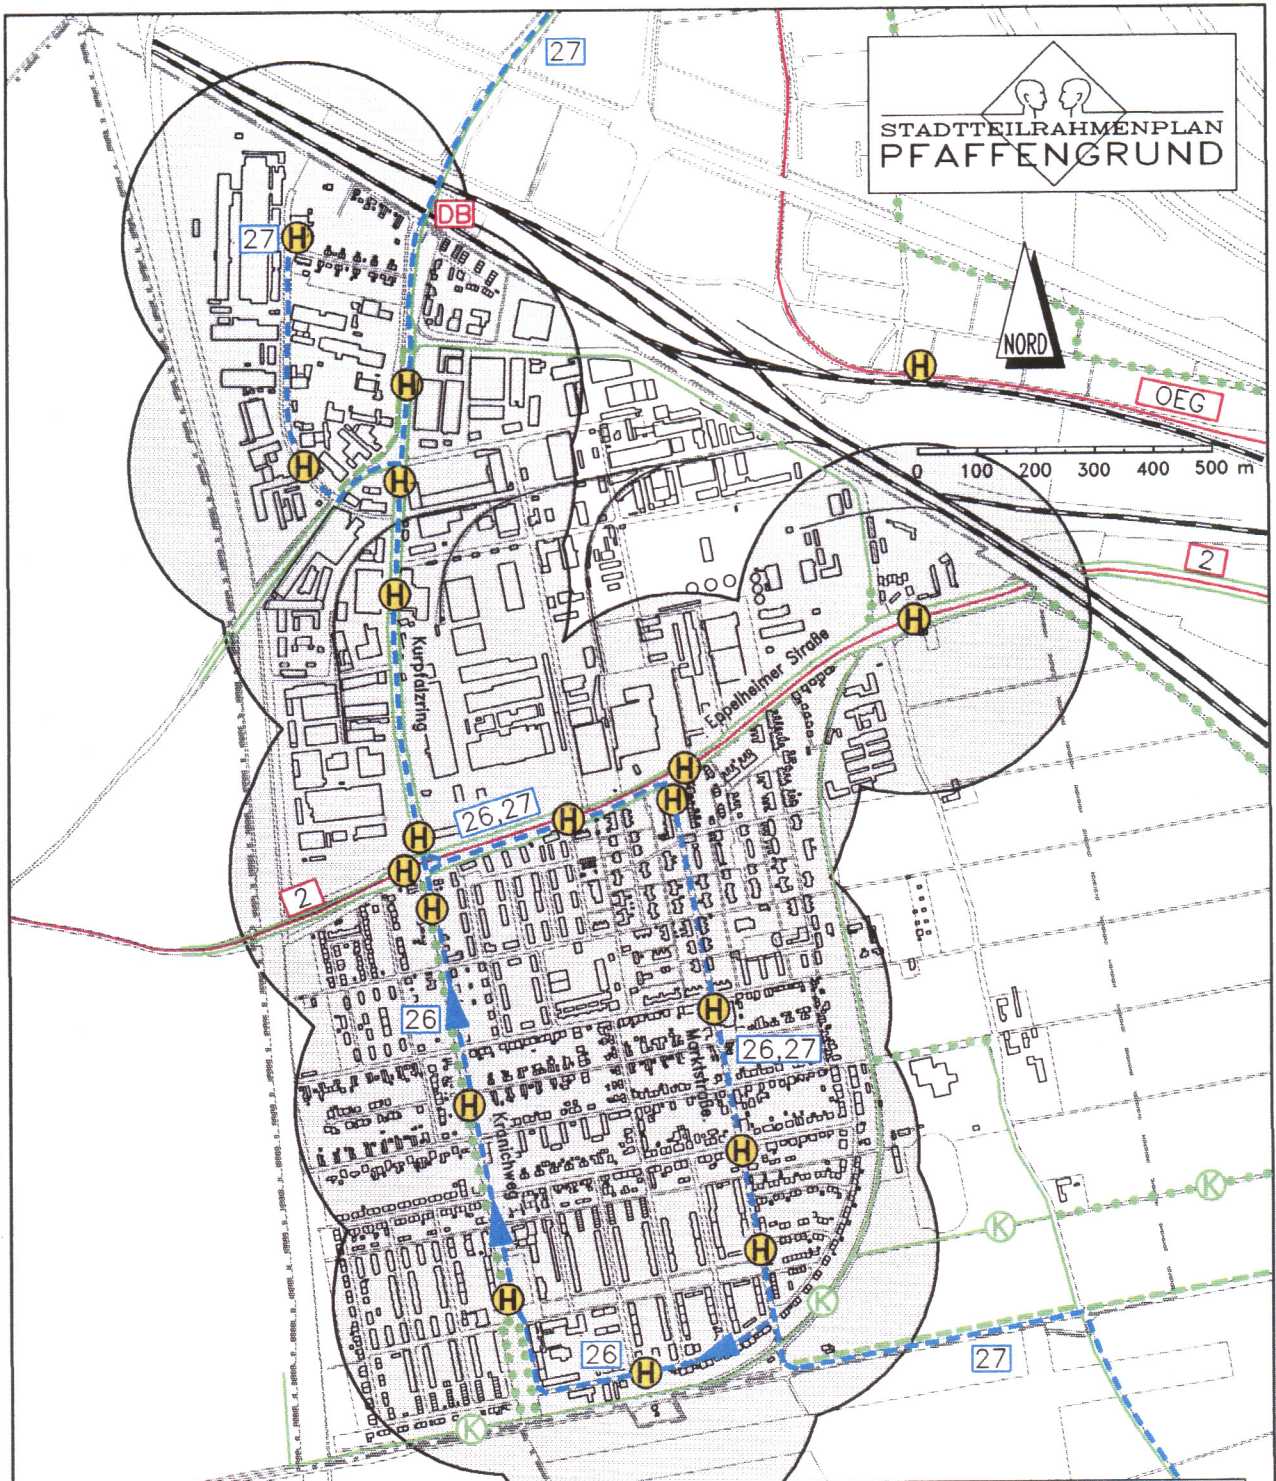 27
STADTTEILRAHMENPLAN
PFAFFENGRUND
DB
27
H
NORD
H
H
OEG
H
0 100 200 300 400 500 m
H
2
H
H
Kurpfalzring
Eppelheimer Straße
H
H
26,27
H
H
H
2
H
26
H
26,27
Marktstraße
H
Kranichweg
H
K
K
H
H
K
26
H
27
K